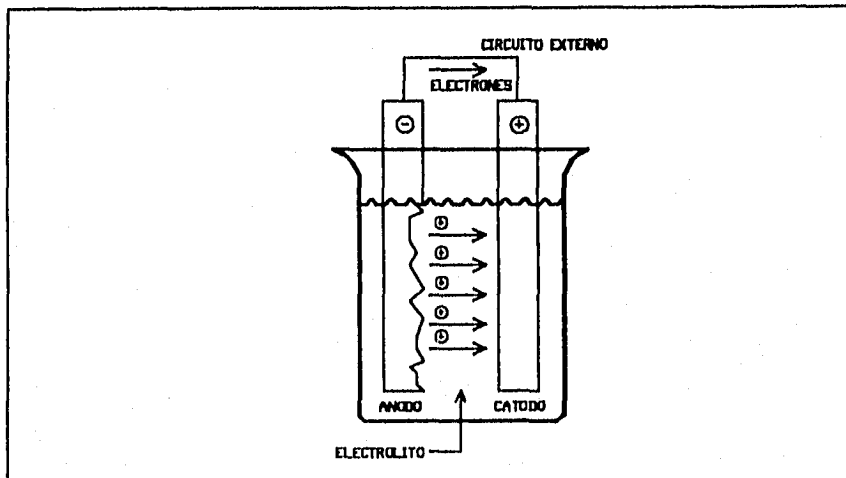 CIRCUITO EXTERNO
ELECTRONES
- +
+
+
+
+
+
ANODO CATODO
ELECTROLITO